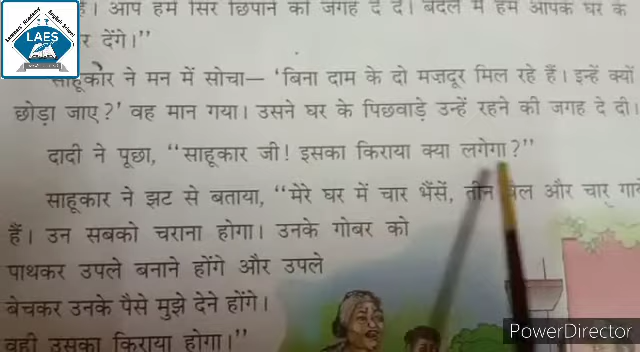 है। आप हमें सिर छिपाने की जगह दे दें। बदले में हम आपके घर के
र देंगे।”
LAES
साहूकार ने मन में सोचा— ‘बिना दाम के दो मज़दूर मिल रहे हैं। इन्हें क्यों
छोड़ा जाए?’ वह मान गया। उसने घर के पिछवाड़े उन्हें रहने की जगह दे दी।
दादी ने पूछा, “साहूकार जी! इसका किराया क्या लगेगा?”
साहूकार ने झट से बताया, “मेरे घर में चार भैंसें, तीन बैल और चार गा
हैं। उन सबको चराना होगा। उनके गोबर को
पाथकर उपले बनाने होंगे और उपले
बेचकर उनके पैसे मुझे देने होंगे।
वही उसका किराया होगा।”
PowerDirector